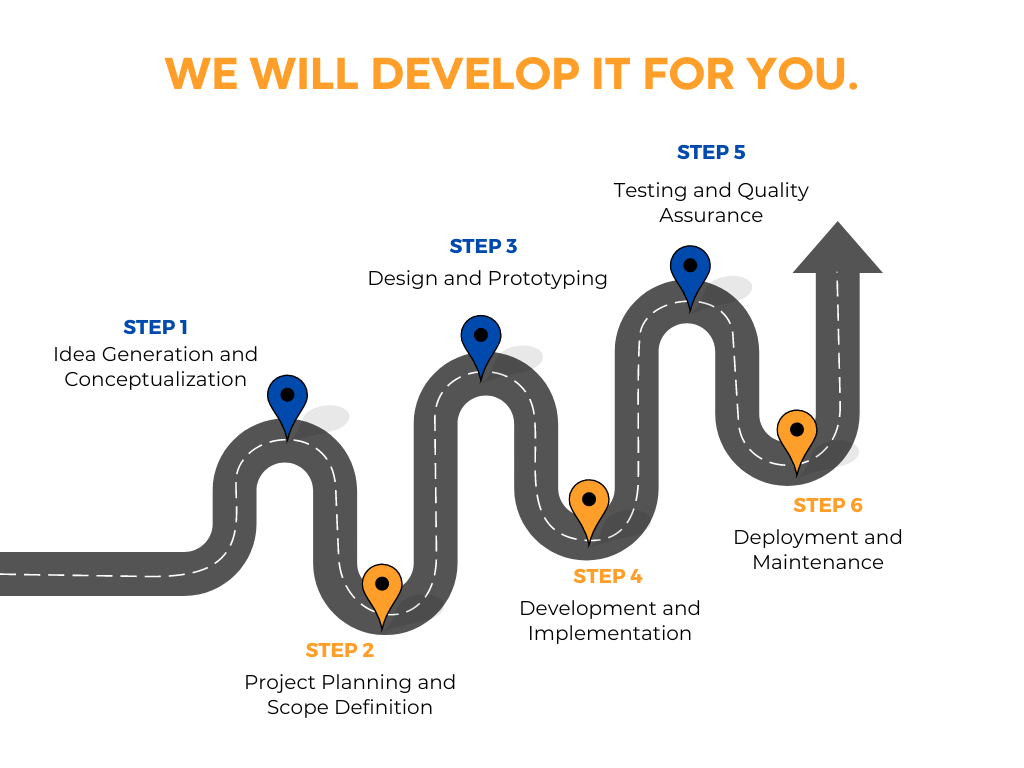 WE WILL DEVELOP IT FOR YOU.
STEP 1
Idea Generation and
Conceptualization
STEP 2
Project Planning and
Scope Definition
STEP 3
Design and Prototyping
STEP 4
Development and
Implementation
STEP 5
Testing and Quality
Assurance
STEP 6
Deployment and
Maintenance